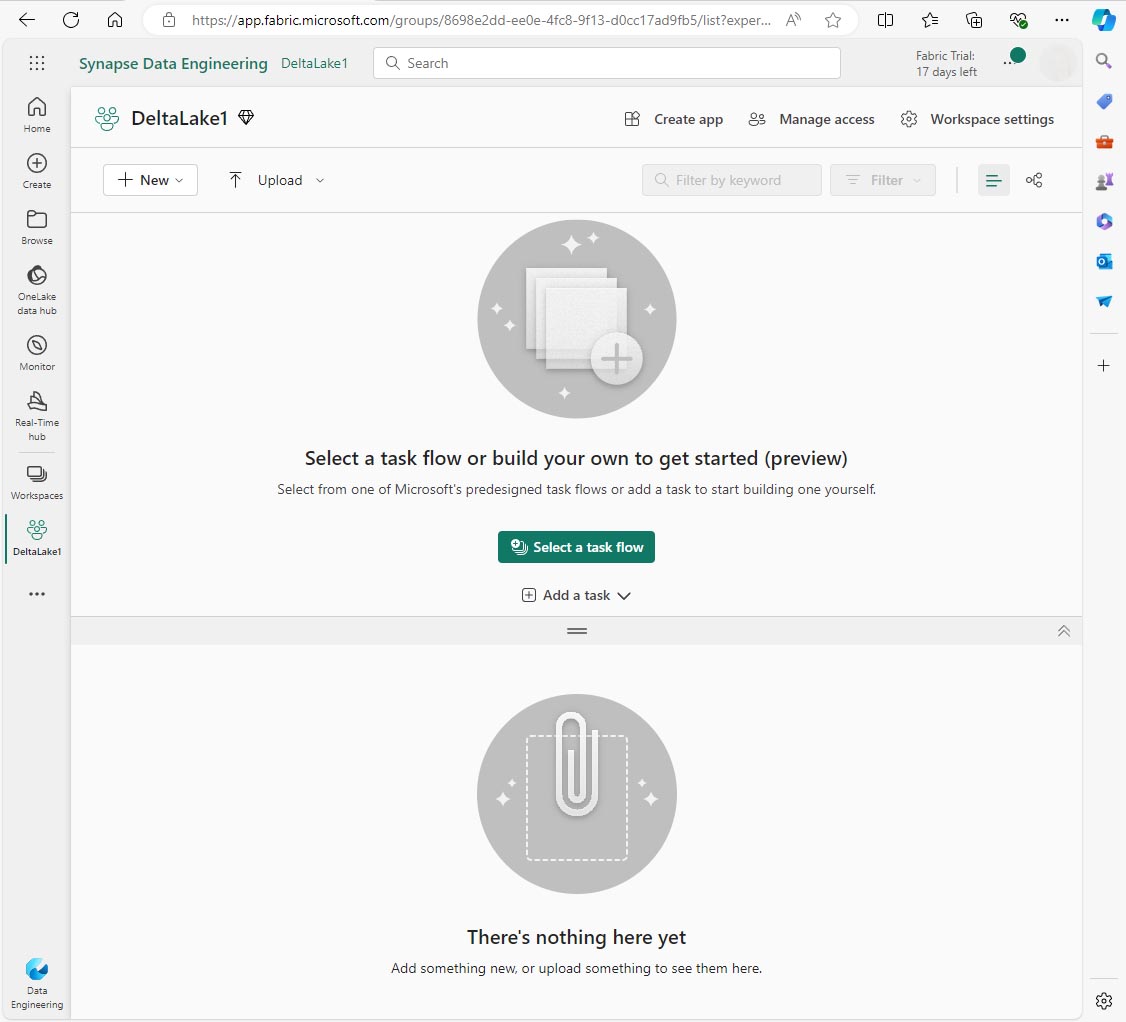 https://app.fabric.microsoft.com/groups/8698e2dd-ee0e-4fc8-9f13-d0cc17ad9fb5/list?exper...
Synapse Data Engineering
DeltaLake1
Search
Fabric Trial:
17 days left
Home
Create
Browse
OneLake
data hub
Monitor
Real-Time
hub
Workspaces
DeltaLake1
Data
Engineering
DeltaLake1
Create app
Manage access
Workspace settings
New
Upload
Filter by keyword
Filter
Select a task flow or build your own to get started (preview)
Select from one of Microsoft's predesigned task flows or add a task to start building one yourself.
Select a task flow
Add a task
There's nothing here yet
Add something new, or upload something to see them here.